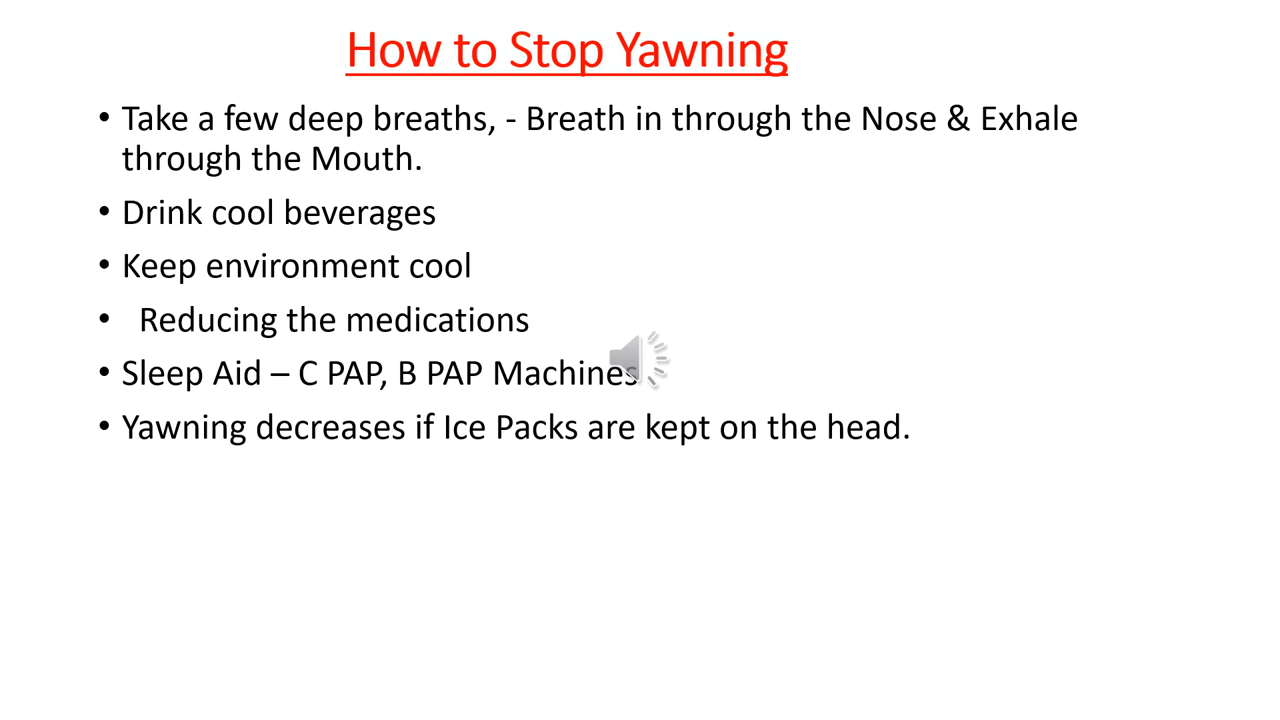 How to Stop Yawning
• Take a few deep breaths, - Breath in through the Nose & Exhale
through the Mouth.
• Drink cool beverages
• Keep environment cool
• Reducing the medications
• Sleep Aid – C PAP, B PAP Machines
• Yawning decreases if Ice Packs are kept on the head.